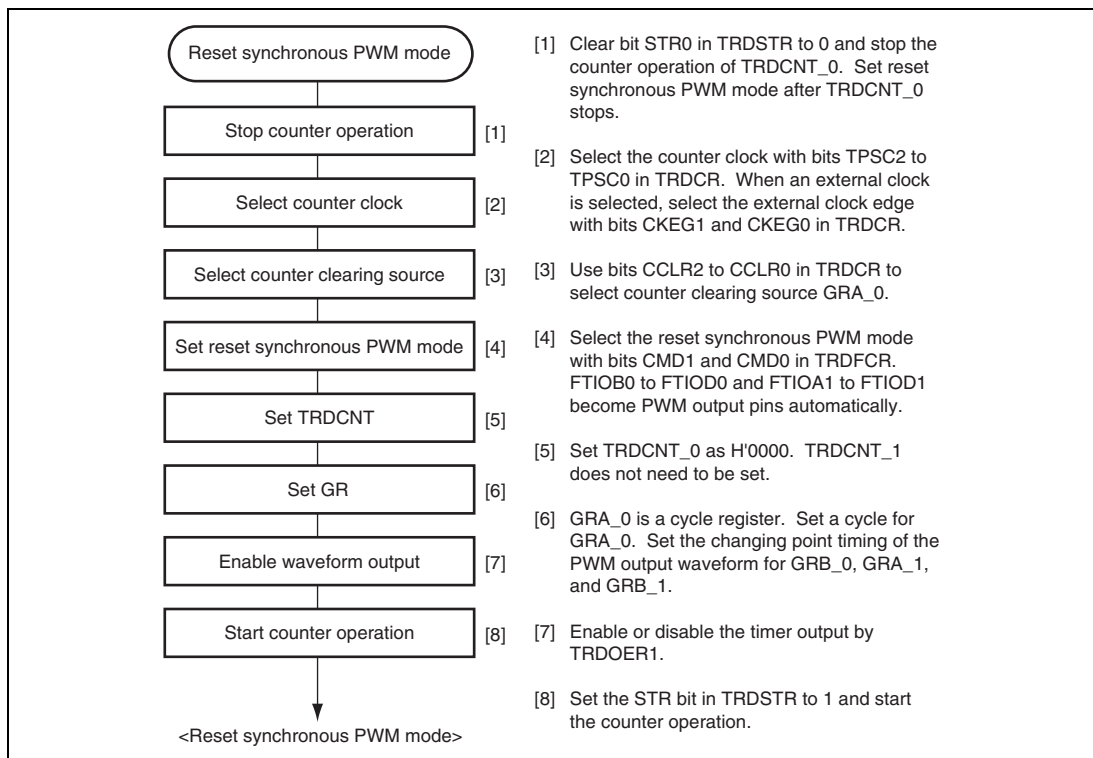 Reset synchronous PWM mode
Stop counter operation [1]
Select counter clock [2]
Select counter clearing source [3]
Set reset synchronous PWM mode [4]
Set TRDCNT [5]
Set GR [6]
Enable waveform output [7]
Start counter operation [8]
<Reset synchronous PWM mode>
[1] Clear bit STR0 in TRDSTR to 0 and stop the
counter operation of TRDCNT_0. Set reset
synchronous PWM mode after TRDCNT_0
stops.
[2] Select the counter clock with bits TPSC2 to
TPSC0 in TRDCR. When an external clock
is selected, select the external clock edge
with bits CKEG1 and CKEG0 in TRDCR.
[3] Use bits CCLR2 to CCLR0 in TRDCR to
select counter clearing source GRA_0.
[4] Select the reset synchronous PWM mode
with bits CMD1 and CMD0 in TRDFCR.
FTIOB0 to FTIOD0 and FTIOA1 to FTIOD1
become PWM output pins automatically.
[5] Set TRDCNT_0 as H'0000. TRDCNT_1
does not need to be set.
[6] GRA_0 is a cycle register. Set a cycle for
GRA_0. Set the changing point timing of the
PWM output waveform for GRB_0, GRA_1,
and GRB_1.
[7] Enable or disable the timer output by
TRDOER1.
[8] Set the STR bit in TRDSTR to 1 and start
the counter operation.